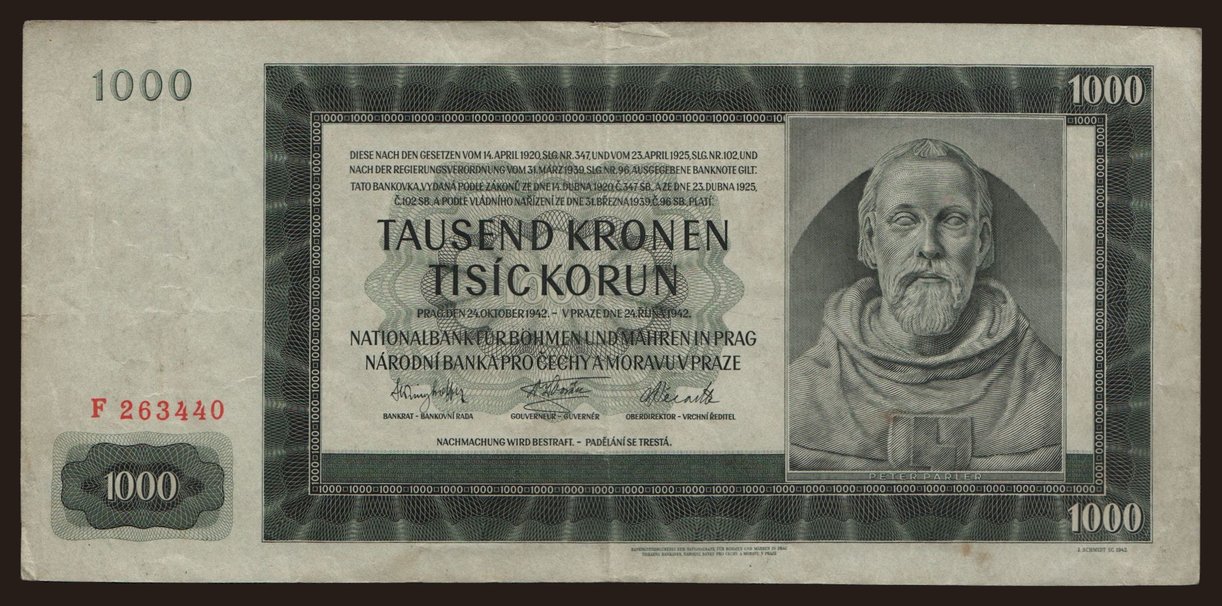 1000
1000
DIESE NACH DEN GESETZEN VOM 14. APRIL 1920, SLG. NR. 347, UND VOM 23. APRIL 1925, SLG. NR. 102, UND
NACH DER REGIERUNGSVERORDNUNG VOM 31. MÄRZ 1939, SLG. NR. 96, AUSGEGEBENE BANKNOTE GILT.
TATO BANKOVKA, VYDANÁ PODLE ZÁKONŮ ZE DNE 14. DUBNA 1920 Č. 347 SB. A ZE DNE 23. DUBNA 1925,
Č. 102 SB. A PODLE VLÁDNÍHO NAŘÍZENÍ ZE DNE 31. BŘEZNA 1939 Č. 96 SB., PLATÍ
TAUSEND KRONEN
TISÍC KORUN
PRAG, DEN 24. OKTOBER 1942. – V PRAZE DNE 24. ŘÍJNA 1942.
NATIONALBANK FÜR BÖHMEN UND MÄHREN IN PRAG
NÁRODNÍ BANKA PRO ČECHY A MORAVU V PRAZE
BANKRAT – BANKOVNÍ RADA GOUVERNEUR – GUVERNÉR OBERDIREKTOR – VRCHNÍ ŘEDITEL
NACHMACHUNG WIRD BESTRAFT. – PADĚLÁNÍ SE TRESTÁ.
F 263440
1000
PETER PARLER
1000
J. SCHMIDT SC. 1942.